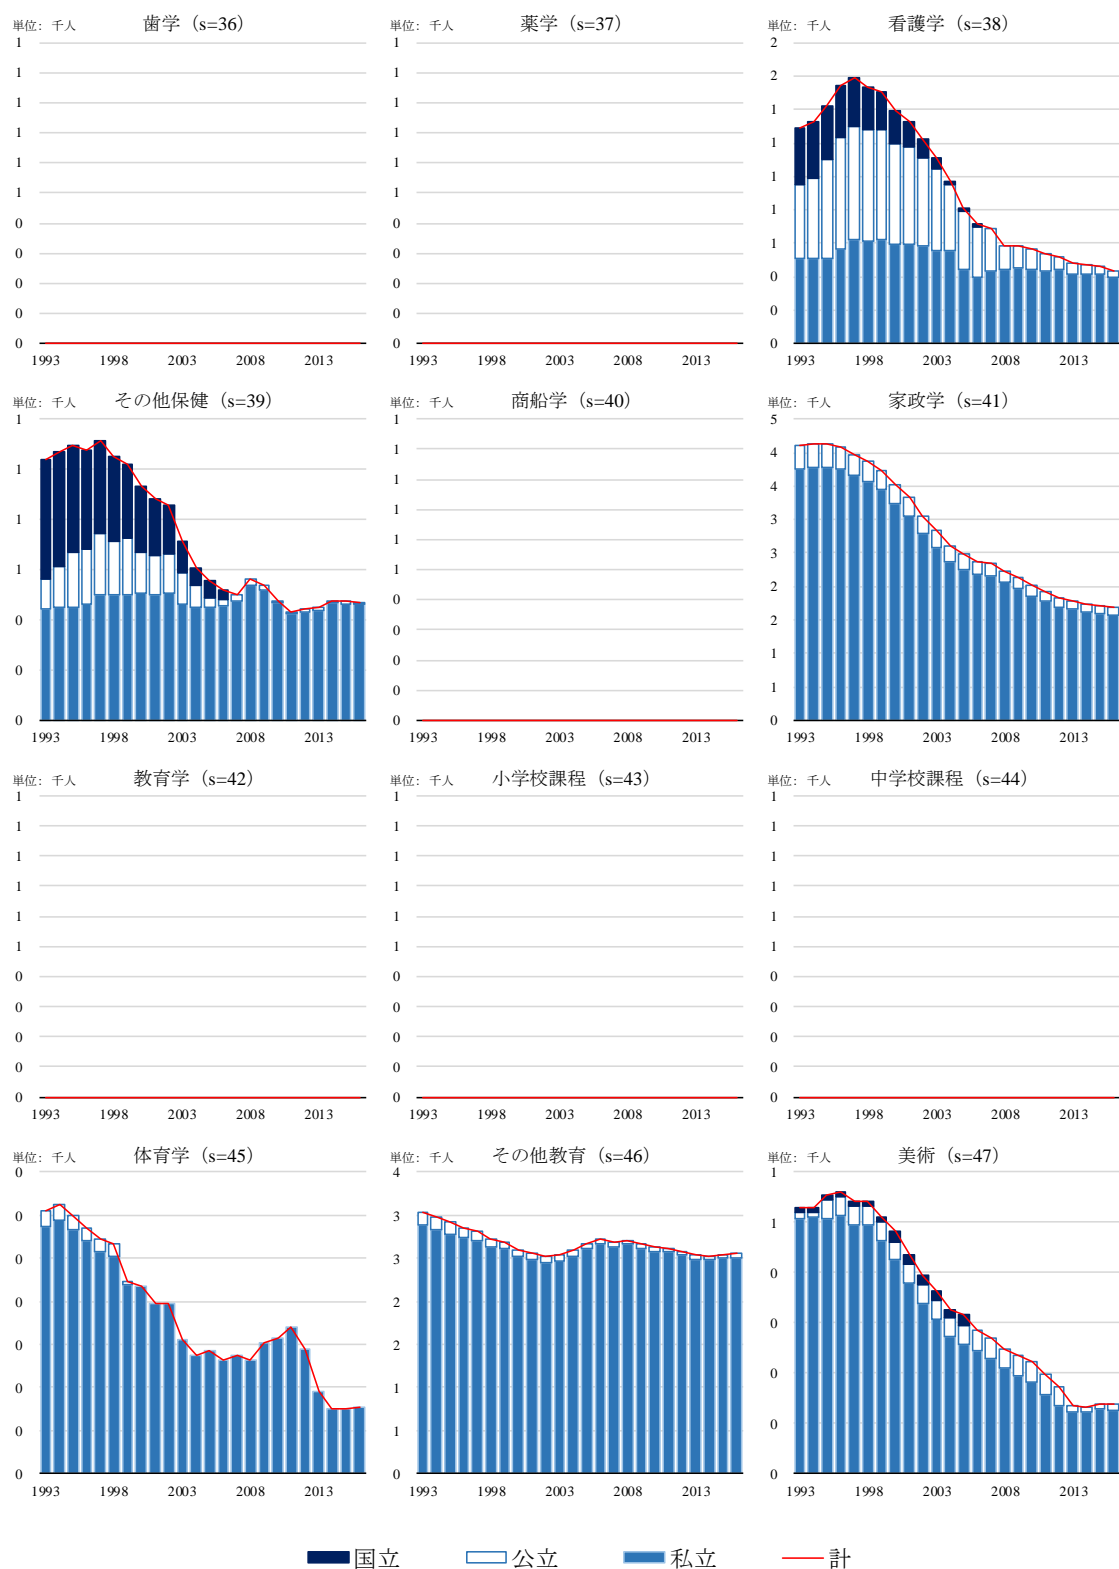 単位: 千人 歯学（s=36） 単位: 千人 薬学（s=37） 単位: 千人 看護学（s=38）
1 1 2
1 1 2
1 1 1
1 1 1
1 1 1
1 1 1
0 0 1
0 0 0
0 0 0
0 0 0
0
1993 1998 2003 2008 2013 1993 1998 2003 2008 2013 1993 1998 2003 2008 2013
単位: 千人 その他保健（s=39） 単位: 千人 商船学（s=40） 単位: 千人 家政学（s=41）
1 1 5
1 1 4
1 1 4
1 1 3
0 1 3
0 1 2
0 0 2
0 1
0 1
0 0
0
1993 1998 2003 2008 2013 1993 1998 2003 2008 2013 1993 1998 2003 2008 2013
単位: 千人 教育学（s=42） 単位: 千人 小学校課程（s=43） 単位: 千人 中学校課程（s=44）
1 1 1
1 1 1
1 1 1
1 1 1
1 1 1
1 1 1
0 0 0
0 0 0
0 0 0
0 0 0
0 0 0
1993 1998 2003 2008 2013 1993 1998 2003 2008 2013 1993 1998 2003 2008 2013
単位: 千人 体育学（s=45） 単位: 千人 その他教育（s=46） 単位: 千人 美術（s=47）
0 4 1
0 3 1
0 3 0
0 2 0
0 2 0
0 1 0
0 1 0
0 0
1993 1998 2003 2008 2013 1993 1998 2003 2008 2013 1993 1998 2003 2008 2013
国立 公立 私立 計